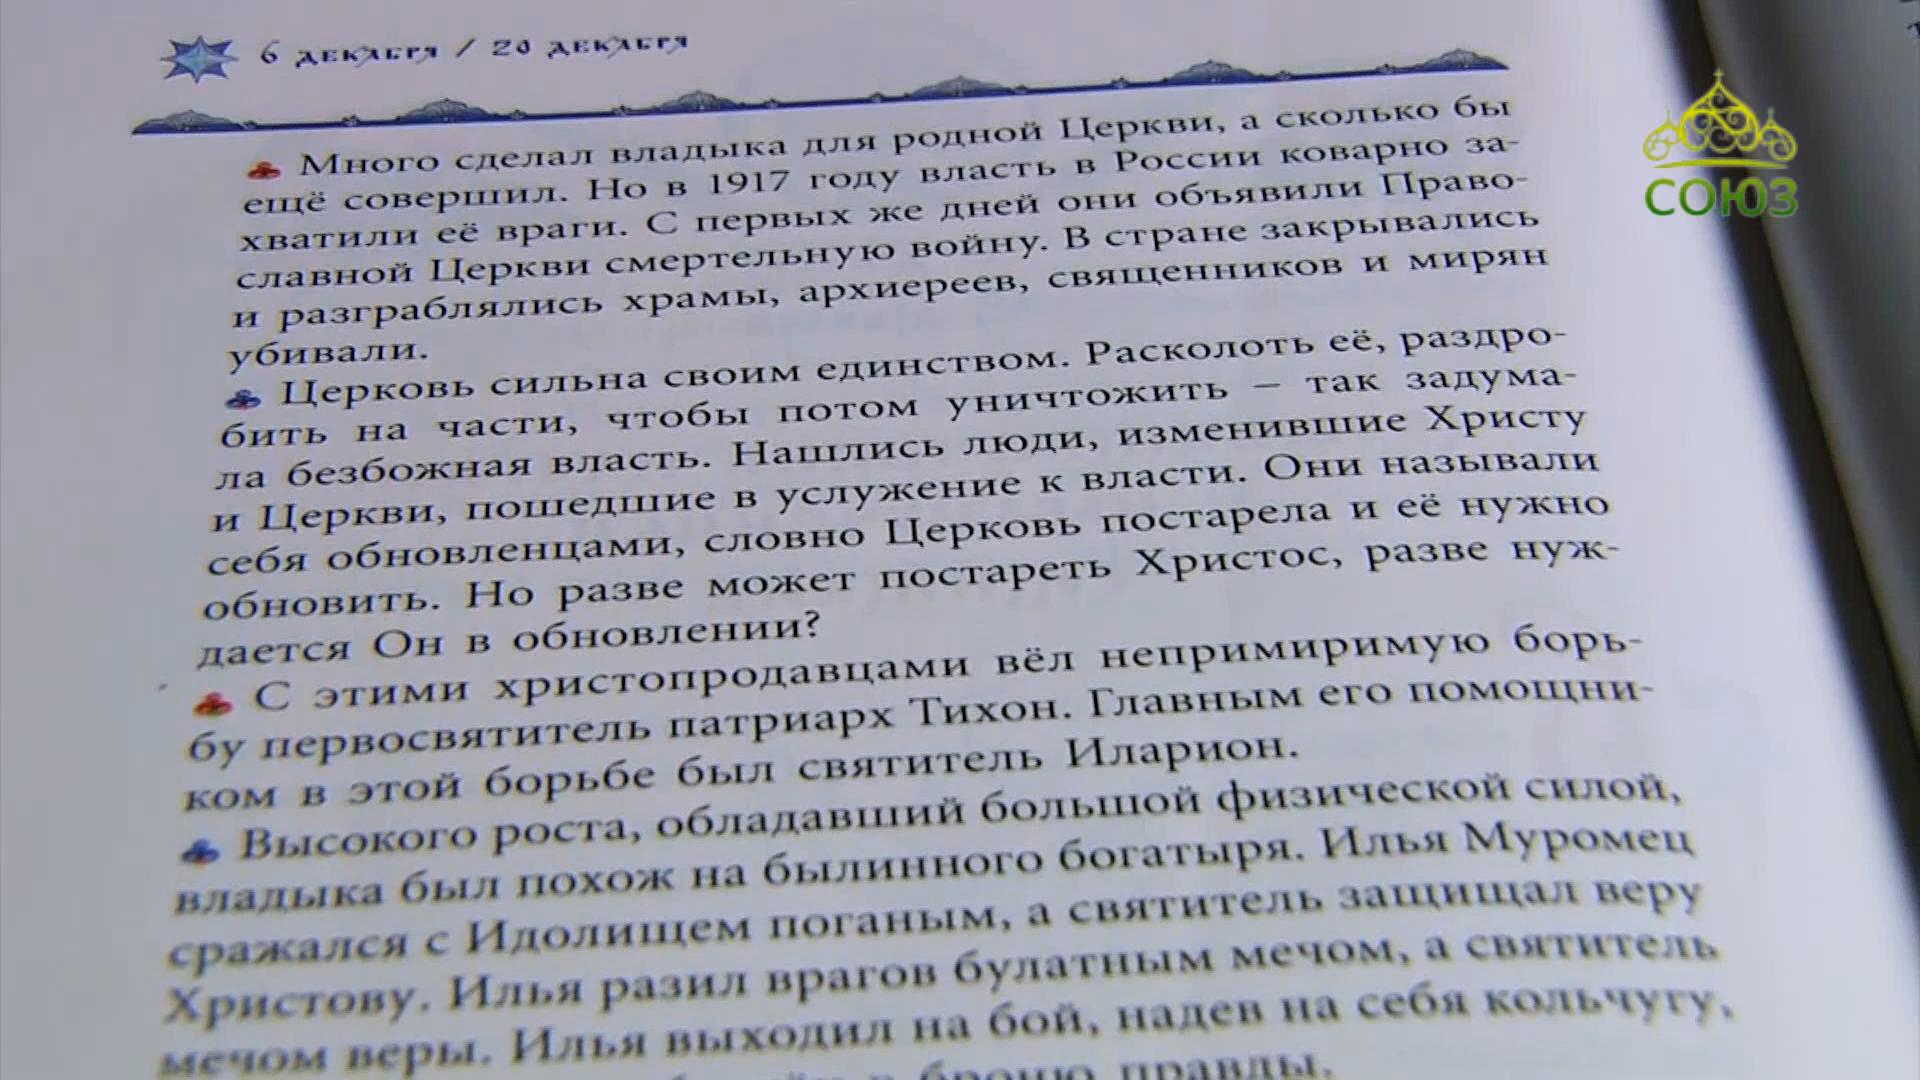 6 декабря / 20 декабря
СОЮЗ
Много сделал владыка для родной Церкви, а сколько бы
ещё совершил. Но в 1917 году власть в России коварно за-
хватили её враги. С первых же дней они объявили Право-
славной Церкви смертельную войну. В стране закрывались
и разграблялись храмы, архиереев, священников и мирян
убивали.
Церковь сильна своим единством. Расколоть её, раздро-
бить на части, чтобы потом уничтожить – так задума-
ла безбожная власть. Нашлись люди, изменившие Христу
и Церкви, пошедшие в услужение к власти. Они называли
себя обновленцами, словно Церковь постарела и её нужно
обновить. Но разве может постареть Христос, разве нуж-
дается Он в обновлении?
С этими христопродавцами вёл непримиримую борь-
бу первосвятитель патриарх Тихон. Главным его помощни-
ком в этой борьбе был святитель Иларион.
Высокого роста, обладавший большой физической силой,
владыка был похож на былинного богатыря. Илья Муромец
сражался с Идолищем поганым, а святитель защищал веру
Христову. Илья разил врагов булатным мечом, а святитель
мечом веры. Илья выходил на бой, надев на себя кольчугу,
в броню правды.